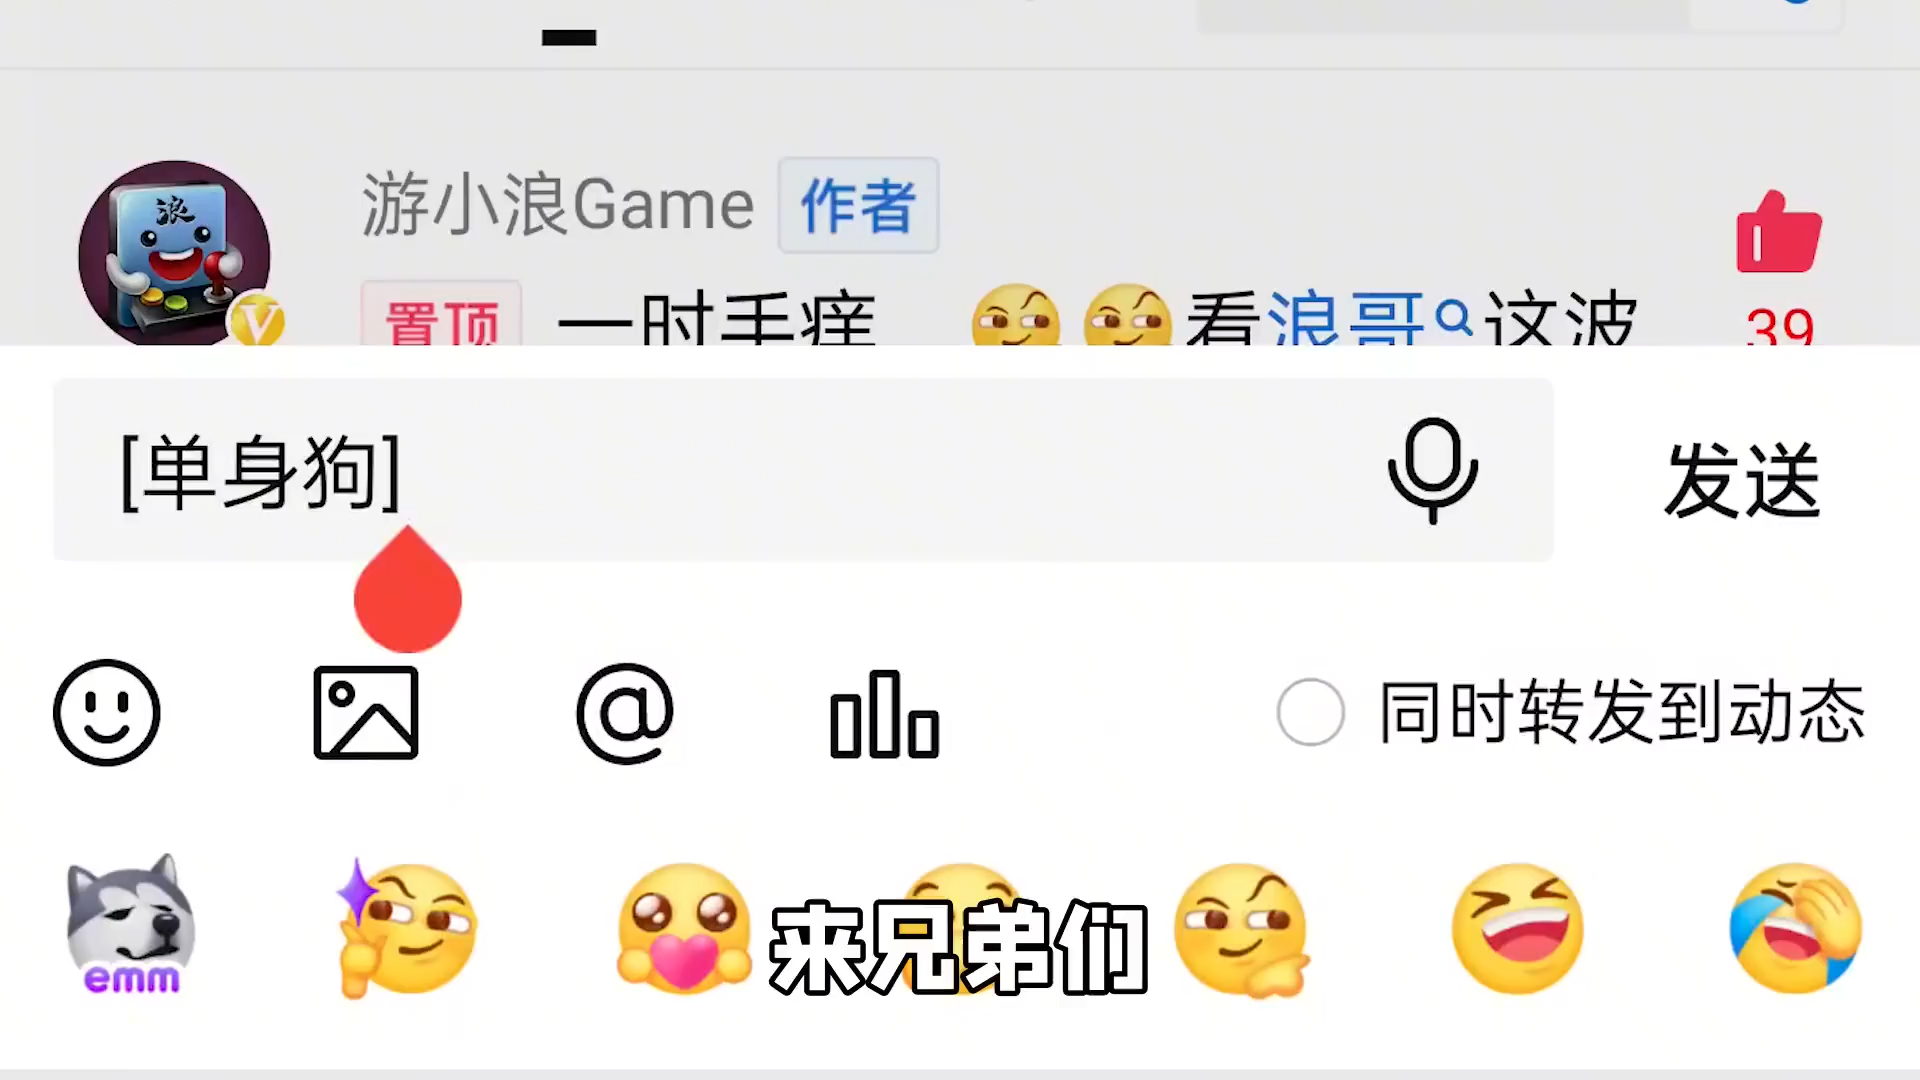 浪
游小浪Game 作者
V
置顶 一时手痒 看浪哥这波
39
[单身狗] 发送
同时转发到动态
emm
来兄弟们